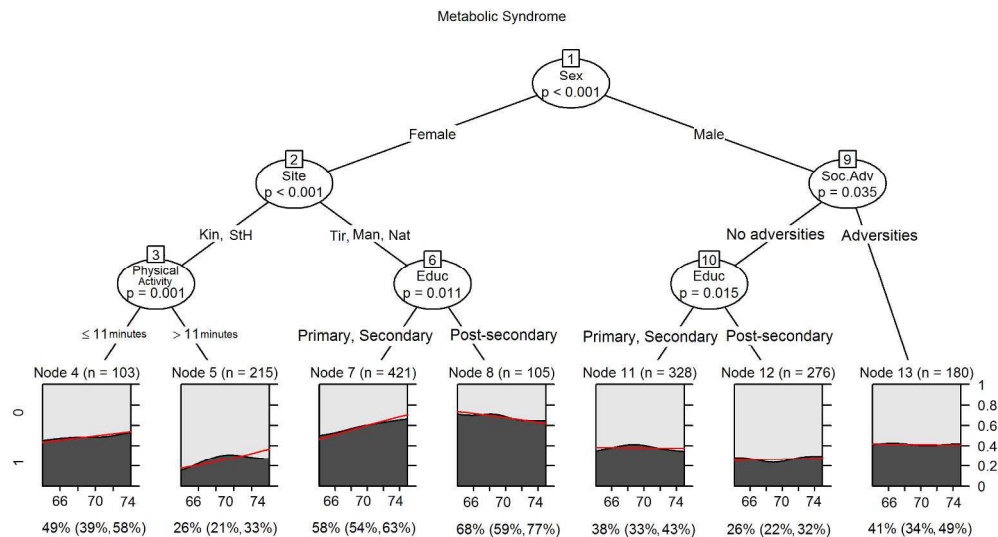 Metabolic Syndrome
1
Sex
p < 0.001
Female
Male
2
Site
p < 0.001
9
Soc.Adv
p = 0.035
Kin, StH
Tir, Man, Nat
No adversities
Adversities
3
Physical
Activity
p = 0.001
6
Educ
p = 0.011
10
Educ
p = 0.015
≤ 11 minutes
> 11 minutes
Primary, Secondary
Post-secondary
Primary, Secondary
Post-secondary
Node 4 (n = 103)
Node 5 (n = 215)
Node 7 (n = 421)
Node 8 (n = 105)
Node 11 (n = 328)
Node 12 (n = 276)
Node 13 (n = 180)
0
1
1
0.8
0.6
0.4
0.2
0
66 70 74
66 70 74
66 70 74
66 70 74
66 70 74
66 70 74
66 70 74
49% (39%, 58%)
26% (21%, 33%)
58% (54%, 63%)
68% (59%, 77%)
38% (33%, 43%)
26% (22%, 32%)
41% (34%, 49%)